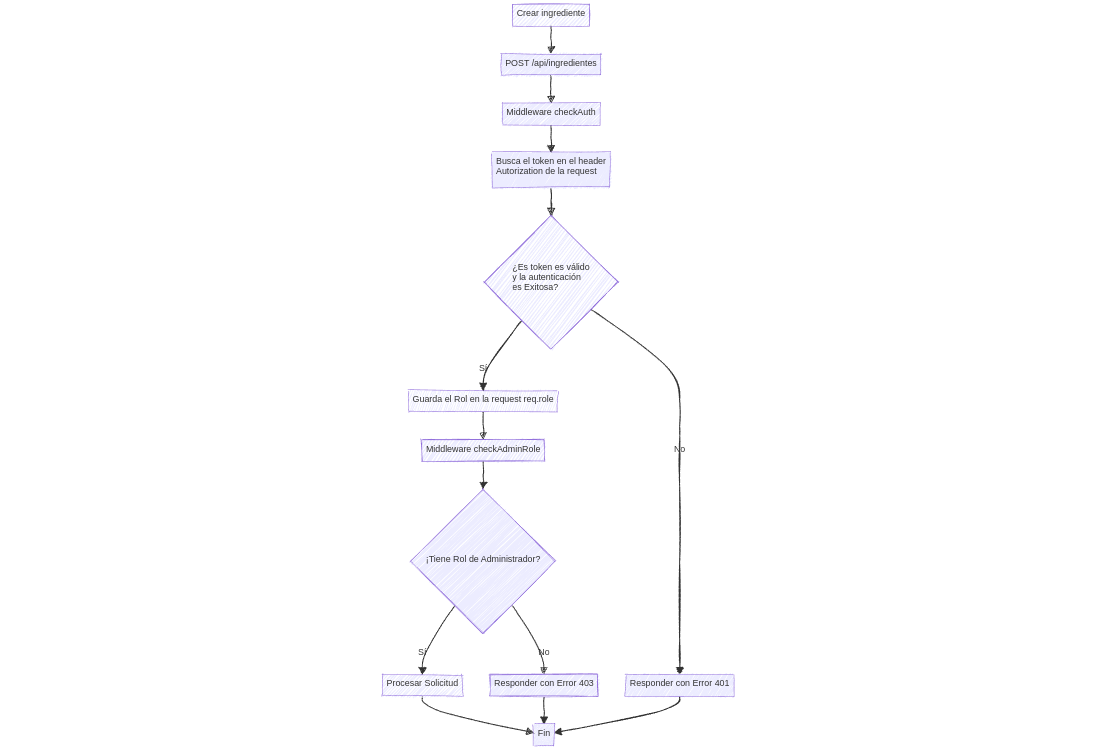 Crear ingrediente
POST /api/ingredientes
Middleware checkAuth
Busca el token en el header
Autorization de la request
¿Es token es válido
y la autenticación
es Exitosa?
Sí
Guarda el Rol en la request req.role
Middleware checkAdminRole
No
¡Tiene Rol de Administrador?
Sí
No
Procesar Solicitud
Responder con Error 403
Responder con Error 401
Fin